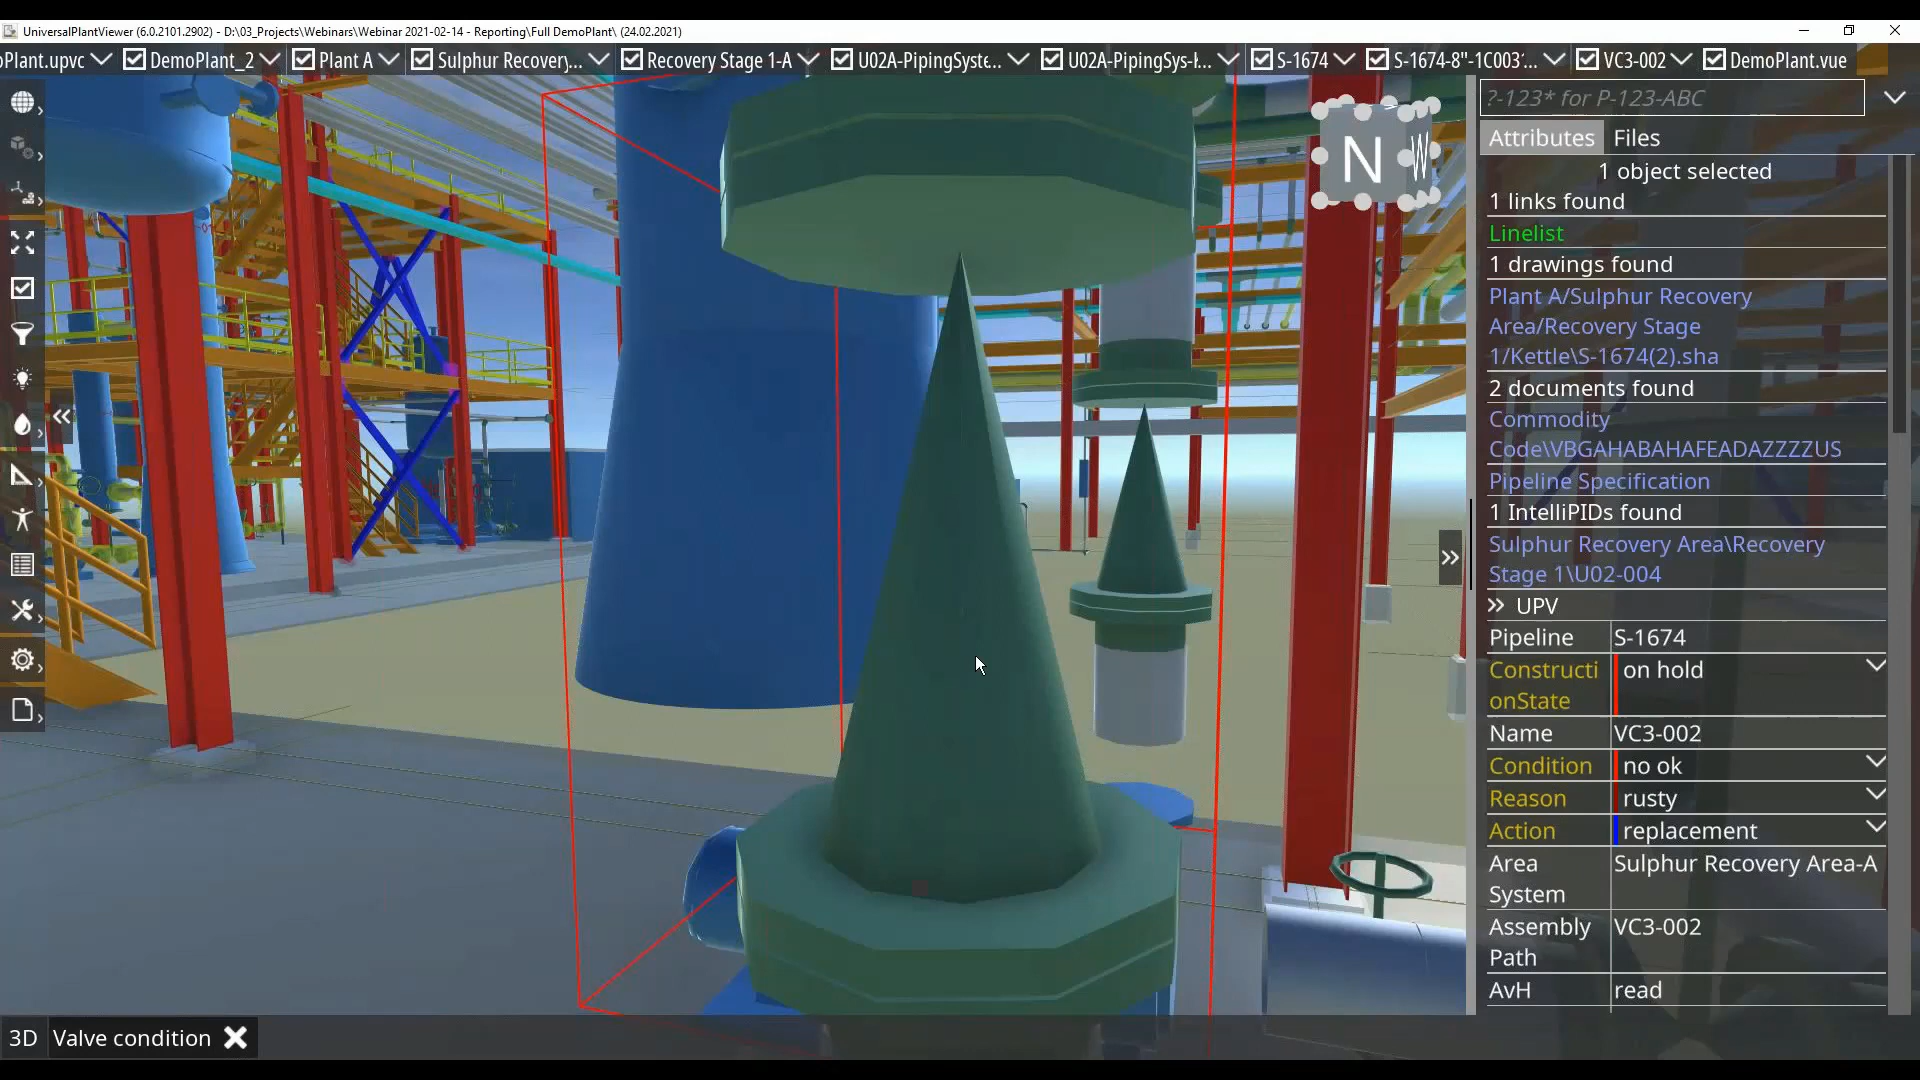 UniversalPlantViewer (6.0.2101.2902) - D:\03_Projects\Webinars\Webinar 2021-02-14 - Reporting\Full DemoPlant\ (24.02.2021)
oPlant.upvc DemoPlant_2 Plant A Sulphur Recovery... Recovery Stage 1-A U02A-PipingSyste... U02A-PipingSys-I... S-1674 S-1674-8"-1C003'... VC3-002 DemoPlant.vue
?-123* for P-123-ABC
Attributes Files
1 object selected
1 links found
Linelist
1 drawings found
Plant A/Sulphur Recovery
Area/Recovery Stage
1/Kettle\S-1674(2).sha
2 documents found
Commodity
Code\VBGAHABAHAFEADAZZZZUS
Pipeline Specification
1 IntelliPIDs found
Sulphur Recovery Area\Recovery
Stage 1\U02-004
UPV
Pipeline S-1674
Constructi on hold
onState
Name VC3-002
Condition no ok
Reason rusty
Action replacement
Area Sulphur Recovery Area-A
System
Assembly VC3-002
Path
AvH read
N W
3D Valve condition